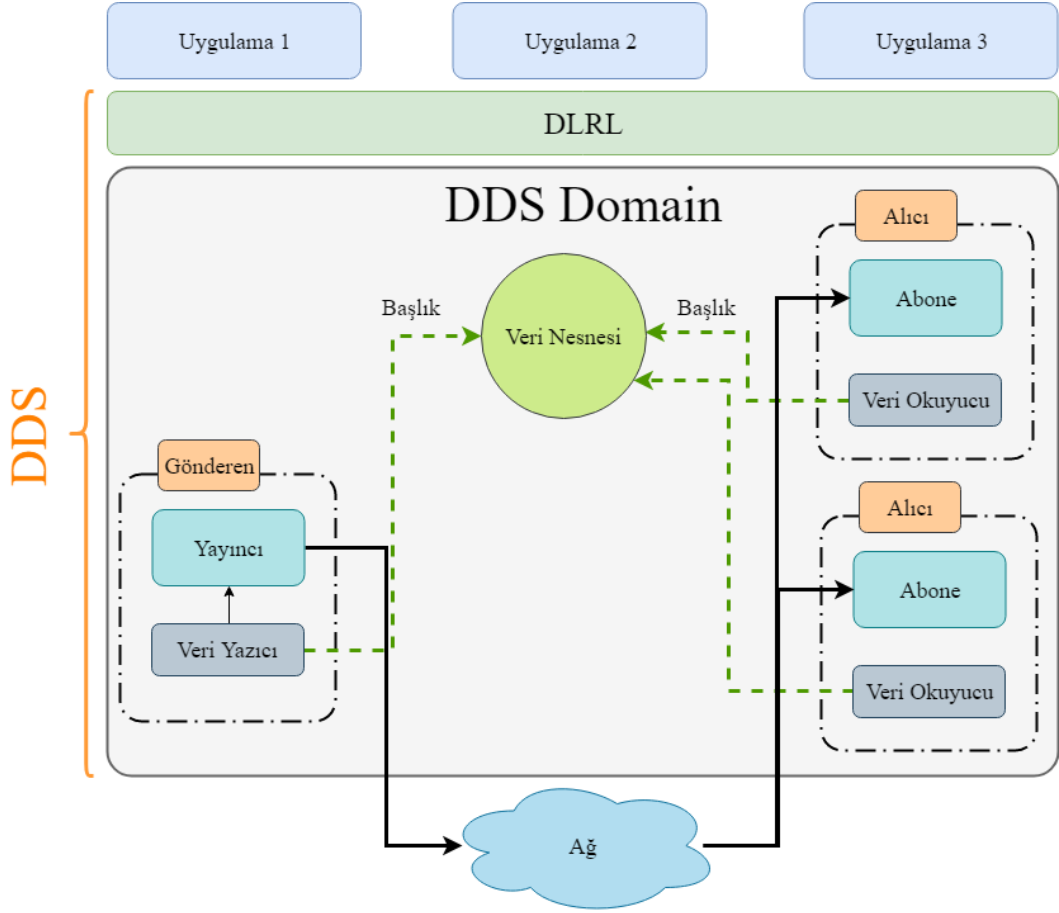 Uygulama 1
Uygulama 2
Uygulama 3
DLRL
DDS
DDS Domain
Alıcı
Abone
Veri Okuyucu
Başlık
Veri Nesnesi
Başlık
Gönderen
Yayıncı
Veri Yazıcı
Alıcı
Abone
Veri Okuyucu
Ağ